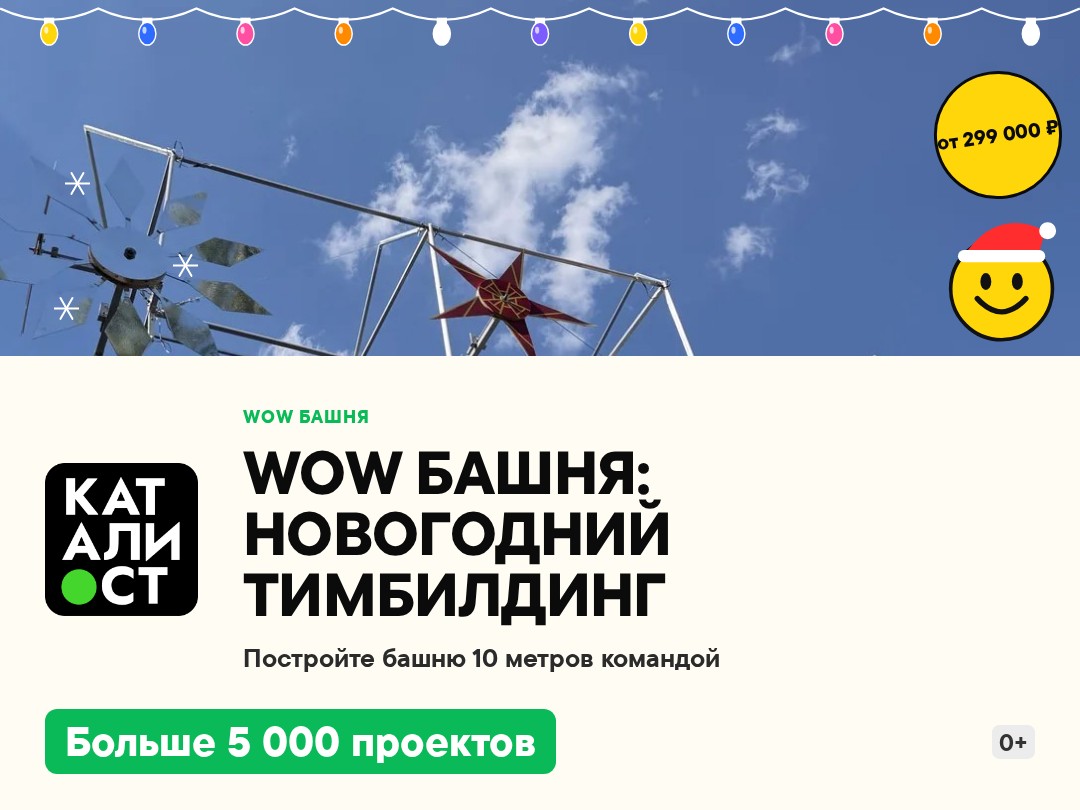 от 299 000 ₽
WOW БАШНЯ
WOW БАШНЯ:
НОВОГОДНИЙ
ТИМБИЛДИНГ
Постройте башню 10 метров командой
КАТ
АЛИ
СТ
Больше 5 000 проектов
0+